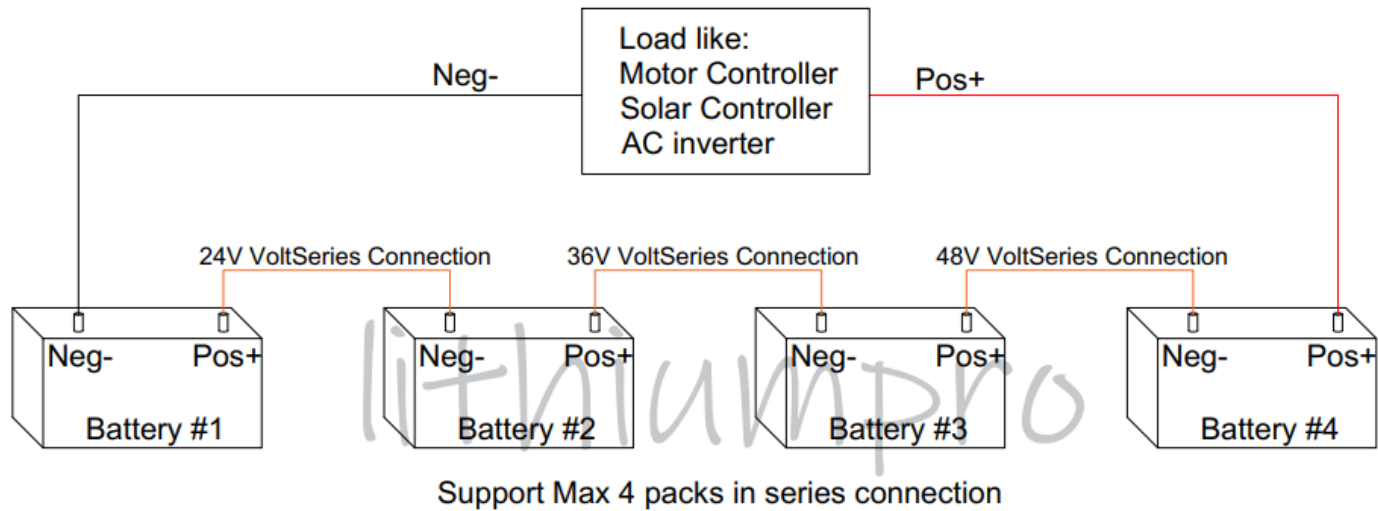 Load like:
Motor Controller
Solar Controller
AC inverter
Neg-
Pos+
24V VoltSeries Connection
36V VoltSeries Connection
48V VoltSeries Connection
Neg-
Pos+
Neg-
Pos+
Neg-
Pos+
Neg-
Pos+
lithiumpro
Battery #1
Battery #2
Battery #3
Battery #4
Support Max 4 packs in series connection